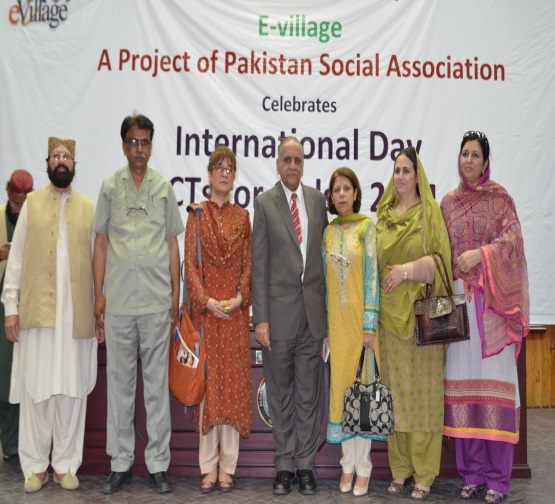 eVillage
E-village
A Project of Pakistan Social Association
Celebrates
International Day